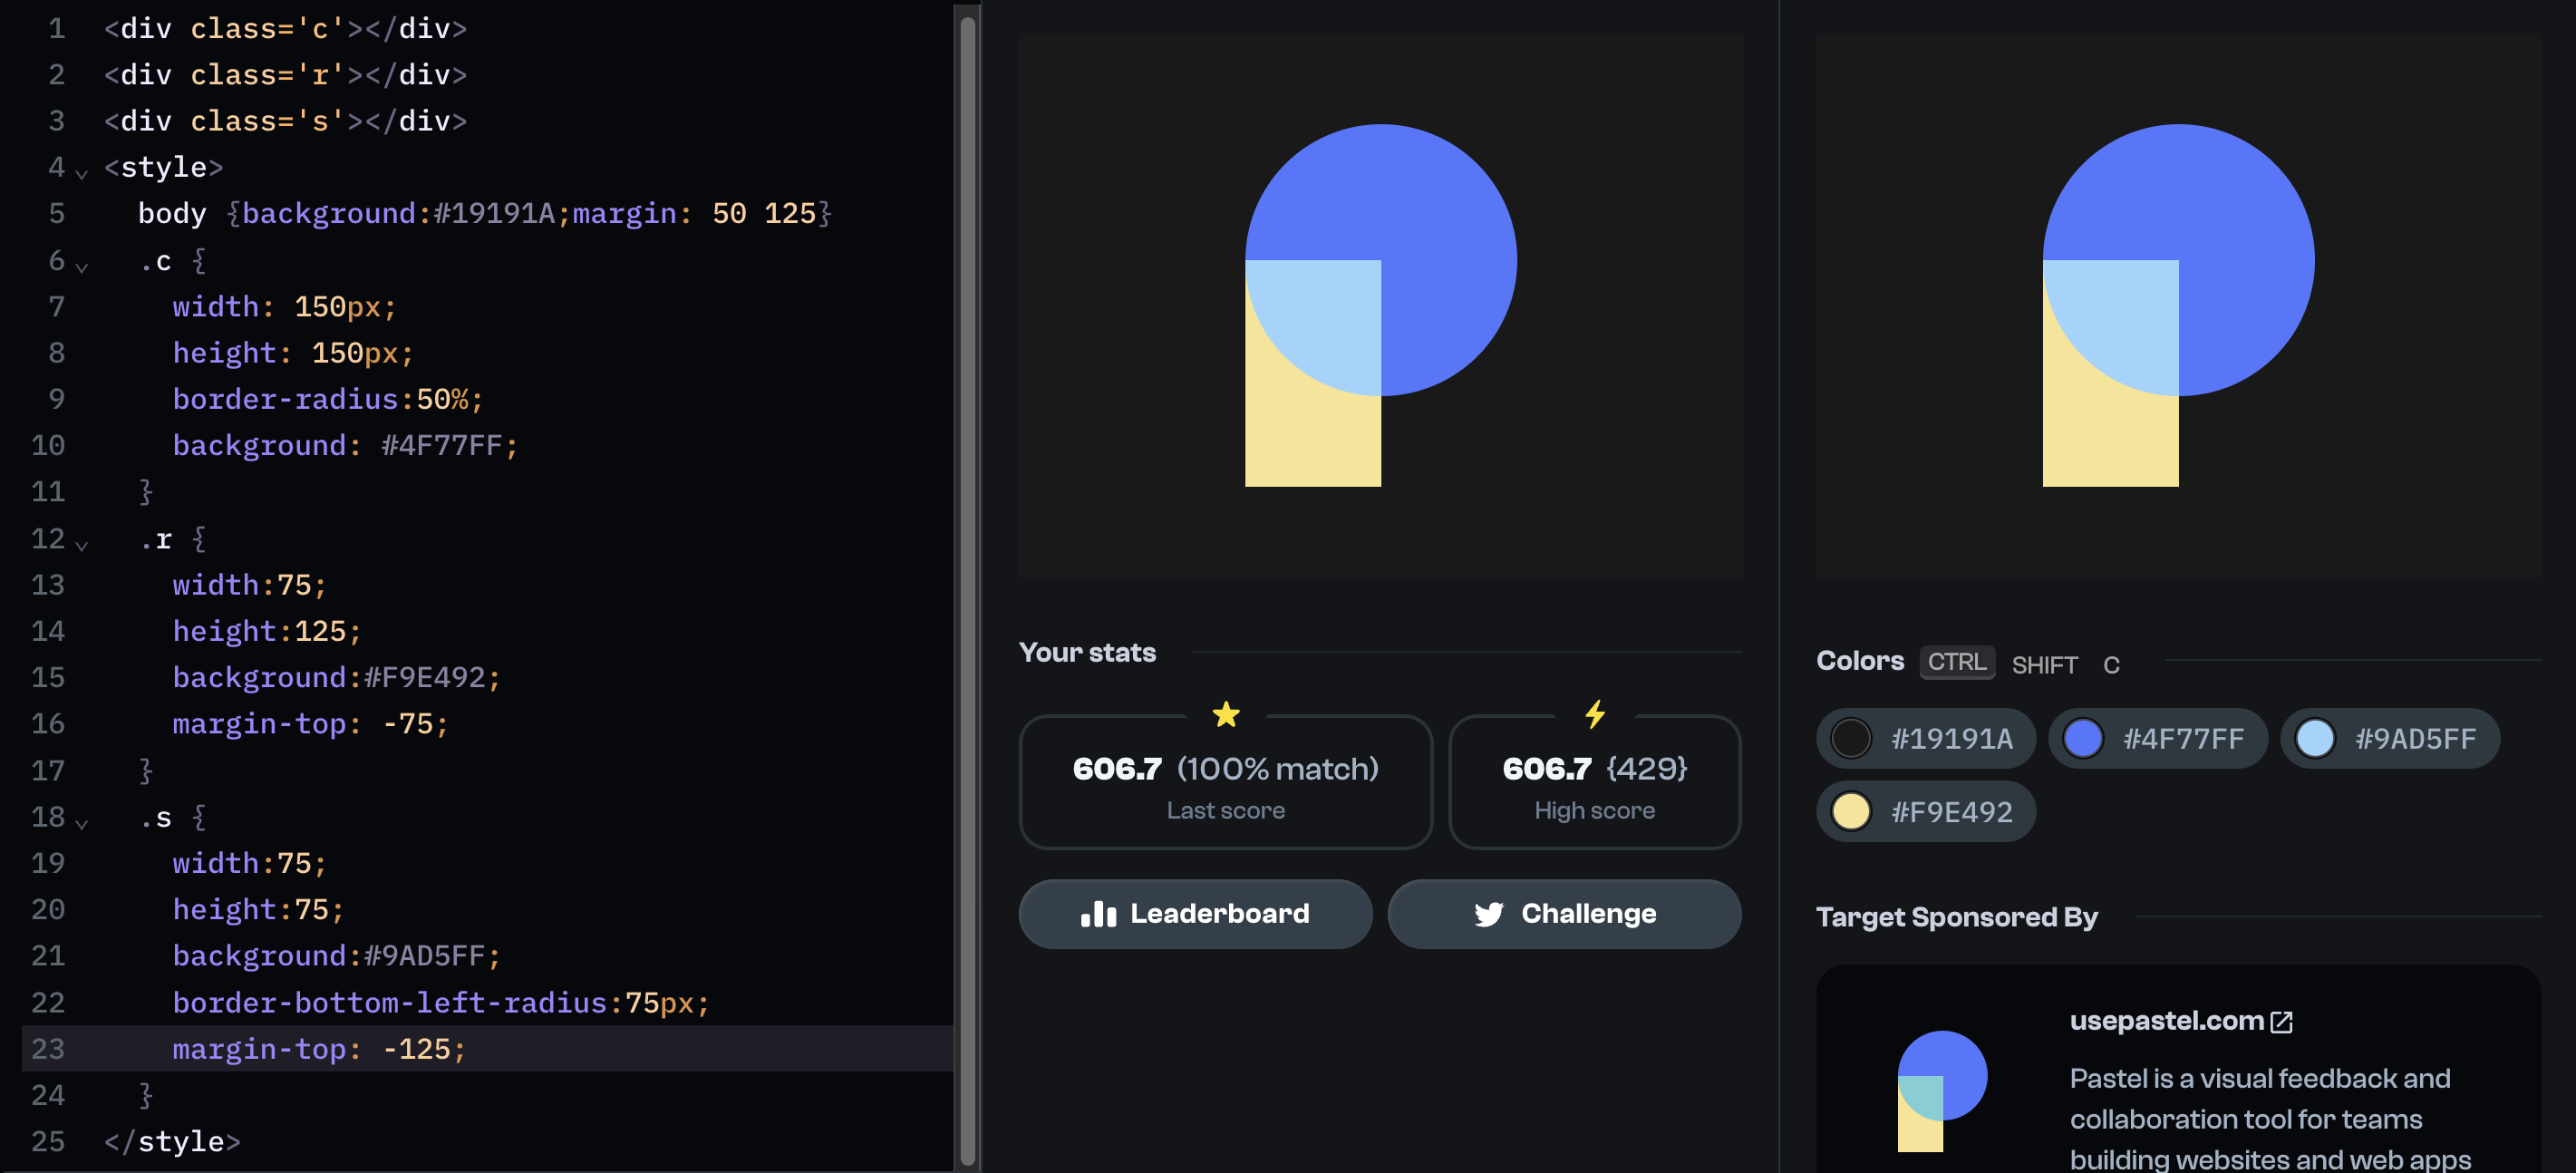 1 <div class='c'></div>
2 <div class='r'></div>
3 <div class='s'></div>
4 <style>
5 body {background:#19191A;margin: 50 125}
6 .c {
7 width: 150px;
8 height: 150px;
9 border-radius:50%;
10 background: #4F77FF;
11 }
12 .r {
13 width:75;
14 height:125;
15 background:#F9E492;
16 margin-top: -75;
17 }
18 .s {
19 width:75;
20 height:75;
21 background:#9AD5FF;
22 border-bottom-left-radius:75px;
23 margin-top: -125;
24 }
25 </style>
Your stats
606.7 (100% match)
Last score
606.7 {429}
High score
Leaderboard
Challenge
Colors CTRL SHIFT C
#19191A #4F77FF #9AD5FF
#F9E492
Target Sponsored By
usepastel.com
Pastel is a visual feedback and
collaboration tool for teams
building websites and web apps